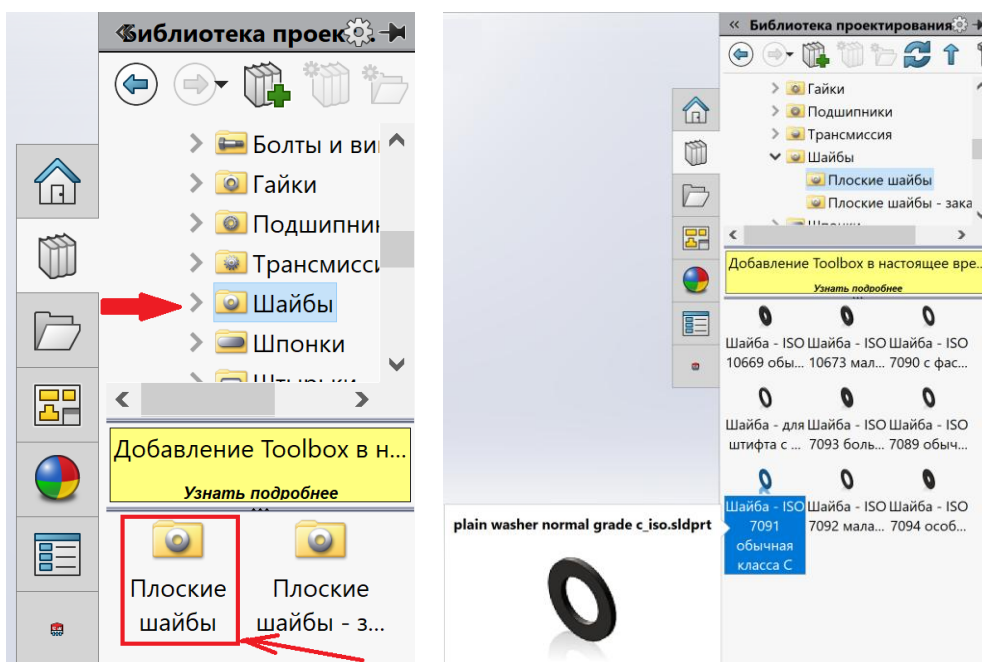 Библиотека проек...
Болты и ви
Гайки
Подшипни
Трансмисси
Шайбы
Шпонки
Штырьки
Добавление Toolbox в н...
Узнать подробнее
Плоские шайбы
Плоские шайбы - з...
Библиотека проектирования
Гайки
Подшипники
Трансмиссия
Шайбы
Плоские шайбы
Плоские шайбы - зака
Шпонки
Добавление Toolbox в настоящее вре...
Узнать подробнее
Шайба - ISO 10669 обы...
Шайба - ISO 10673 мал...
Шайба - ISO 7090 с фас...
Шайба - для штифта с ...
Шайба - ISO 7093 боль...
Шайба - ISO 7089 обыч...
Шайба - ISO 7091 обычная класса C
Шайба - ISO 7092 мала...
Шайба - ISO 7094 особ...
plain washer normal grade c_iso.sldprt